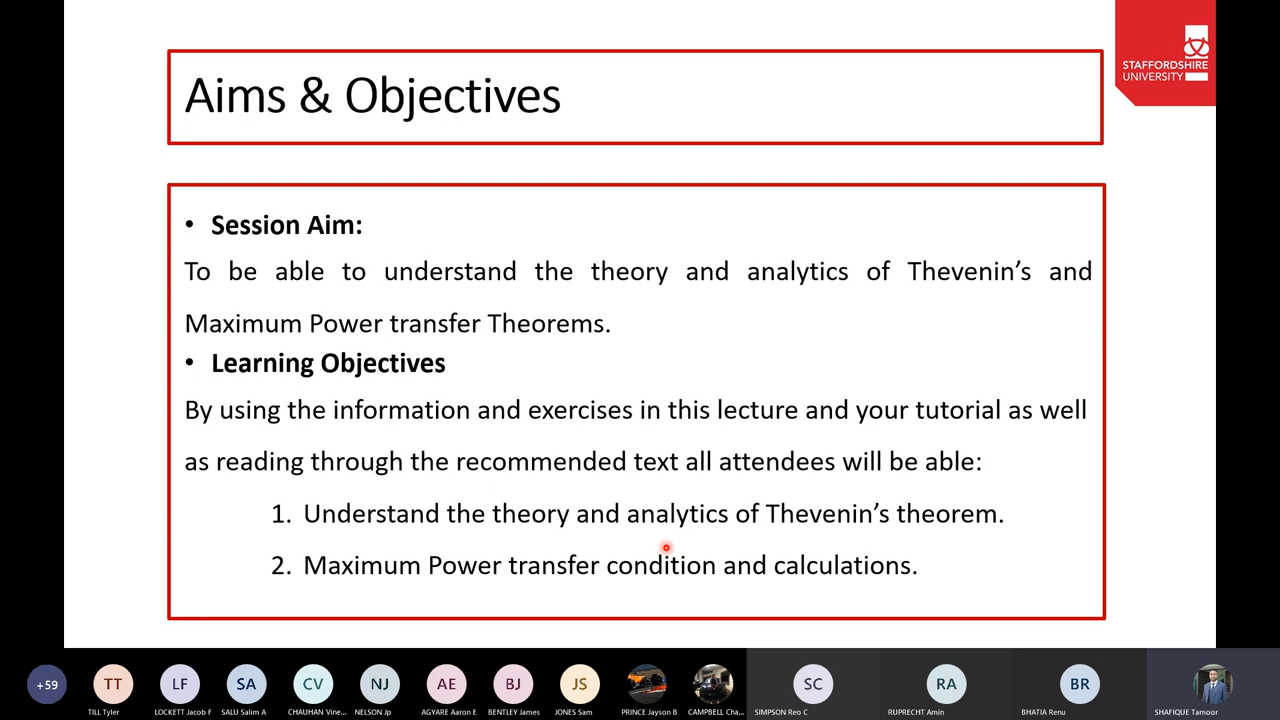 STAFFORDSHIRE
UNIVERSITY
Aims & Objectives
• Session Aim:
To be able to understand the theory and analytics of Thevenin’s and
Maximum Power transfer Theorems.
• Learning Objectives
By using the information and exercises in this lecture and your tutorial as well
as reading through the recommended text all attendees will be able:
1. Understand the theory and analytics of Thevenin’s theorem.
2. Maximum Power transfer condition and calculations.
+59
TT
LF
SA
CV
NJ
AE
BJ
JS
SC
RA
BR
TILL Tyler
LOCKETT Jacob F
SALU Salim A
CHAUHAN Vine...
NELSON Jp
AGYARE Aaron E
BENTLEY James
JONES Sam
PRINCE Jayson B
CAMPBELL Cha...
SIMPSON Reo C
RUPRECHT Amin
BHATIA Renu
SHAFIQUE Tamoor